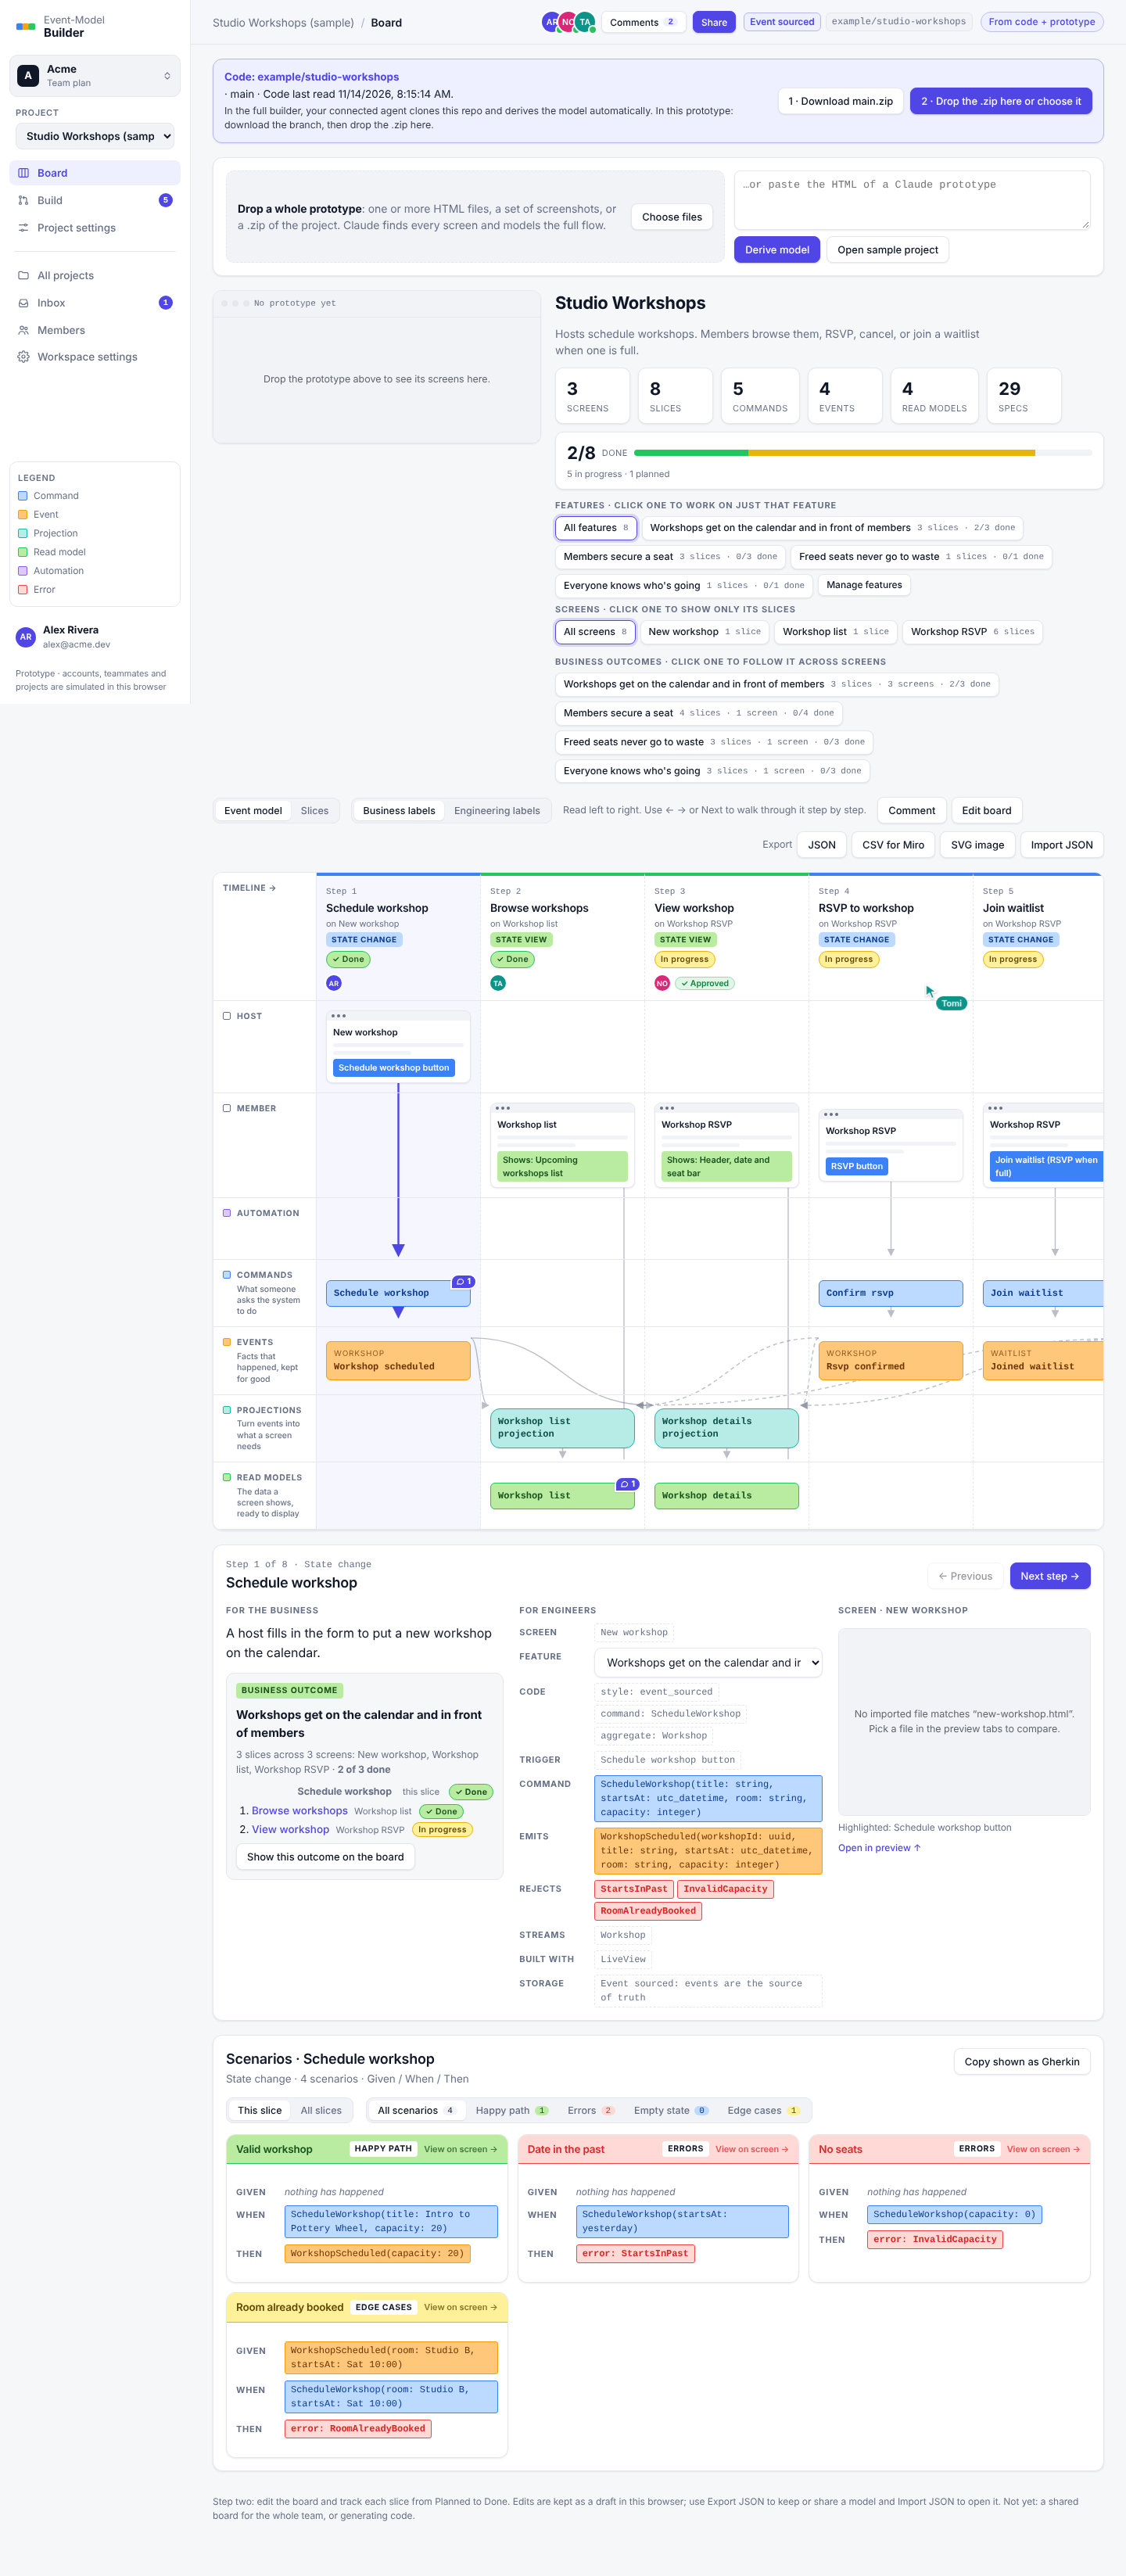 Event-Model
Builder
A
Acme
Team plan
PROJECT
Studio Workshops (samp
Board
Build 5
Project settings
All projects
Inbox 1
Members
Workspace settings
LEGEND
Command
Event
Projection
Read model
Automation
Error
AR
Alex Rivera
alex@acme.dev
Prototype · accounts, teammates and
projects are simulated in this browser
Studio Workshops (sample) / Board
TA
Comments 2
Share
Event sourced
example/studio-workshops
From code + prototype
Code: example/studio-workshops
· main · Code last read 11/14/2026, 8:15:14 AM.
In the full builder, your connected agent clones this repo and derives the model automatically. In this prototype:
download the branch, then drop the .zip here.
1 · Download main.zip
2 · Drop the .zip here or choose it
Drop a whole prototype: one or more HTML files, a set of screenshots, or
a .zip of the project. Claude finds every screen and models the full flow.
Choose files
…or paste the HTML of a Claude prototype
Derive model
Open sample project
No prototype yet
Drop the prototype above to see its screens here.
Studio Workshops
Hosts schedule workshops. Members browse them, RSVP, cancel, or join a waitlist
when one is full.
3 SCREENS
8 SLICES
5 COMMANDS
4 EVENTS
4 READ MODELS
29 SPECS
2/8 DONE
5 in progress · 1 planned
FEATURES · CLICK ONE TO WORK ON JUST THAT FEATURE
All features 8
Workshops get on the calendar and in front of members 3 slices · 2/3 done
Members secure a seat 3 slices · 0/3 done
Freed seats never go to waste 1 slices · 0/1 done
Everyone knows who's going 1 slices · 0/1 done
Manage features
SCREENS · CLICK ONE TO SHOW ONLY ITS SLICES
All screens 8
New workshop 1 slice
Workshop list 1 slice
Workshop RSVP 6 slices
BUSINESS OUTCOMES · CLICK ONE TO FOLLOW IT ACROSS SCREENS
Workshops get on the calendar and in front of members 3 slices · 3 screens · 2/3 done
Members secure a seat 4 slices · 1 screen · 0/4 done
Freed seats never go to waste 3 slices · 1 screen · 0/3 done
Everyone knows who's going 3 slices · 1 screen · 0/3 done
Event model
Slices
Business labels
Engineering labels
Read left to right. Use ← → or Next to walk through it step by step.
Comment
Edit board
Export
JSON
CSV for Miro
SVG image
Import JSON
TIMELINE →
Step 1
Schedule workshop
on New workshop
STATE CHANGE
✓ Done
AR
Step 2
Browse workshops
on Workshop list
STATE VIEW
✓ Done
TA
Step 3
View workshop
on Workshop RSVP
STATE VIEW
In progress
NO
✓ Approved
Step 4
RSVP to workshop
on Workshop RSVP
STATE CHANGE
In progress
Step 5
Join waitlist
on Workshop RSVP
STATE CHANGE
In progress
Tomi
HOST
New workshop
Schedule workshop button
MEMBER
Workshop list
Shows: Upcoming
workshops list
Workshop RSVP
Shows: Header, date and
seat bar
Workshop RSVP
RSVP button
Workshop RSVP
Join waitlist (RSVP when
full)
AUTOMATION
COMMANDS
What someone
asks the system
to do
Schedule workshop
1
Confirm rsvp
Join waitlist
EVENTS
Facts that
happened, kept
for good
WORKSHOP
Workshop scheduled
WORKSHOP
Rsvp confirmed
WAITLIST
Joined waitlist
PROJECTIONS
Turn events into
what a screen
needs
Workshop list
projection
Workshop details
projection
READ MODELS
The data a
screen shows,
ready to display
Workshop list
1
Workshop details
Step 1 of 8 · State change
Schedule workshop
← Previous
Next step →
FOR THE BUSINESS
A host fills in the form to put a new workshop
on the calendar.
BUSINESS OUTCOME
Workshops get on the calendar and in front
of members
3 slices across 3 screens: New workshop, Workshop
list, Workshop RSVP · 2 of 3 done
Schedule workshop this slice ✓ Done
1. Browse workshops Workshop list ✓ Done
2. View workshop Workshop RSVP In progress
Show this outcome on the board
FOR ENGINEERS
SCREEN
New workshop
FEATURE
Workshops get on the calendar and ir
CODE
style: event_sourced
command: ScheduleWorkshop
aggregate: Workshop
TRIGGER
Schedule workshop button
COMMAND
ScheduleWorkshop(title: string,
startsAt: utc_datetime, room: string,
capacity: integer)
EMITS
WorkshopScheduled(workshopId: uuid,
title: string, startsAt: utc_datetime,
room: string, capacity: integer)
REJECTS
StartsInPast
InvalidCapacity
RoomAlreadyBooked
STREAMS
Workshop
BUILT WITH
LiveView
STORAGE
Event sourced: events are the source
of truth
SCREEN · NEW WORKSHOP
No imported file matches “new-workshop.html”.
Pick a file in the preview tabs to compare.
Highlighted: Schedule workshop button
Open in preview ↑
Scenarios · Schedule workshop
State change · 4 scenarios · Given / When / Then
Copy shown as Gherkin
This slice
All slices
All scenarios 4
Happy path 1
Errors 2
Empty state 0
Edge cases 1
Valid workshop HAPPY PATH View on screen →
GIVEN nothing has happened
WHEN ScheduleWorkshop(title: Intro to
Pottery Wheel, capacity: 20)
THEN WorkshopScheduled(capacity: 20)
Date in the past ERRORS View on screen →
GIVEN nothing has happened
WHEN ScheduleWorkshop(startsAt:
yesterday)
THEN error: StartsInPast
No seats ERRORS View on screen →
GIVEN nothing has happened
WHEN ScheduleWorkshop(capacity: 0)
THEN error: InvalidCapacity
Room already booked EDGE CASES View on screen →
GIVEN WorkshopScheduled(room: Studio B,
startsAt: Sat 10:00)
WHEN ScheduleWorkshop(room: Studio B,
startsAt: Sat 10:00)
THEN error: RoomAlreadyBooked
Step two: edit the board and track each slice from Planned to Done. Edits are kept as a draft in this browser; use Export JSON to keep or share a model and Import JSON to open it. Not yet: a shared
board for the whole team, or generating code.